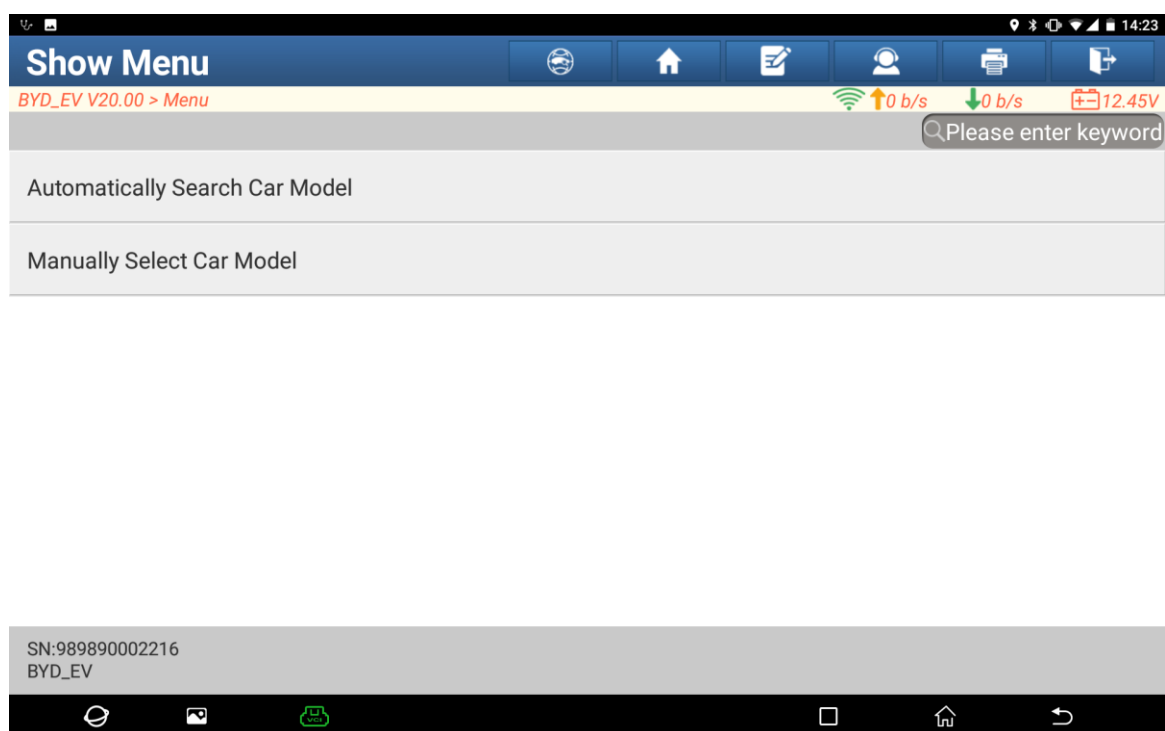 14:23
Show Menu
BYD_EV V20.00 > Menu
0 b/s 0 b/s 12.45V
Please enter keyword
Automatically Search Car Model
Manually Select Car Model
SN:989890002216
BYD_EV
VCI